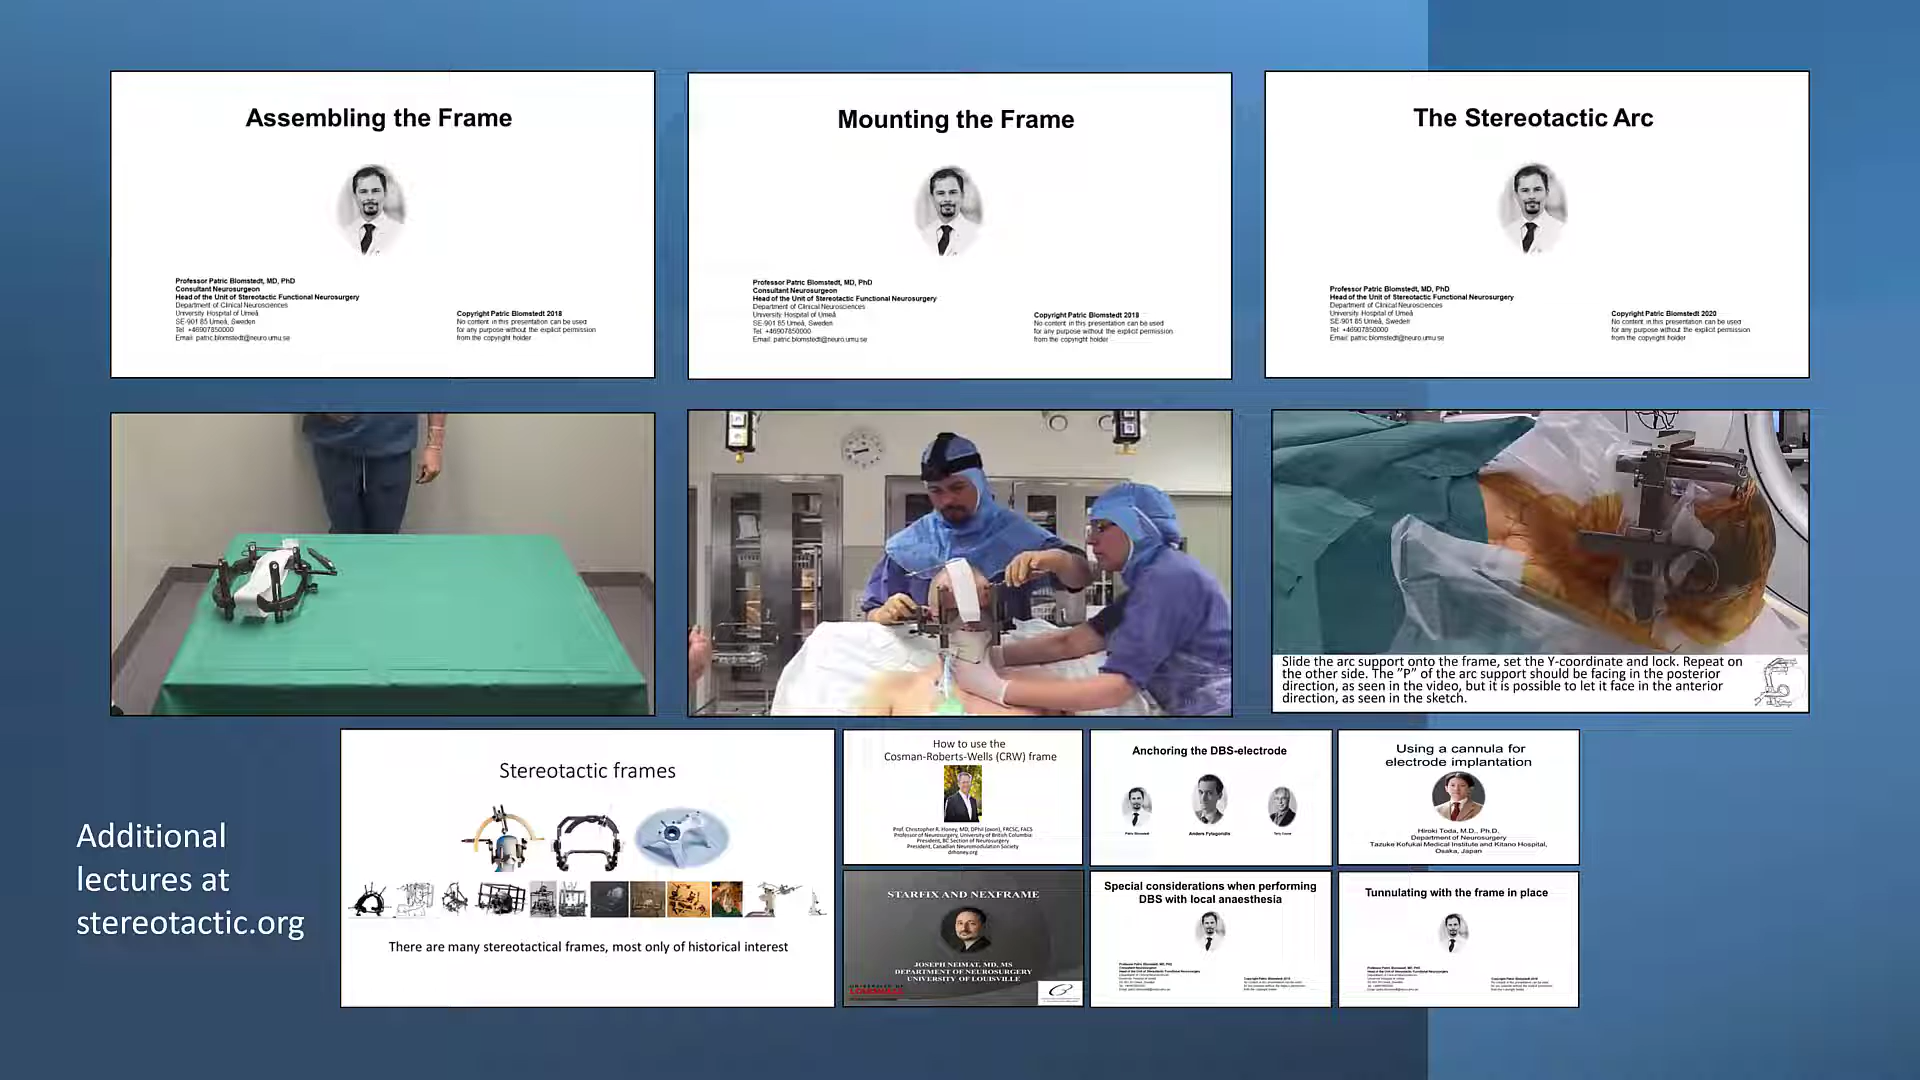 Assembling the Frame
Professor Patric Blomstedt, MD, PhD
Consultant Neurosurgeon
Head of the Unit of Stereotactic Functional Neurosurgery
Department of Clinical Neurosciences
University Hospital of Umeå
SE-901 85 Umeå, Sweden
Tel: +46907850000
Email: patric.blomstedt@neuro.umu.se
Copyright Patric Blomstedt 2018
No content in this presentation can be used
for any purpose without the explicit permission
from the copyright holder
Mounting the Frame
Professor Patric Blomstedt, MD, PhD
Consultant Neurosurgeon
Head of the Unit of Stereotactic Functional Neurosurgery
Department of Clinical Neurosciences
University Hospital of Umeå
SE-901 85 Umeå, Sweden
Tel: +46907850000
Email: patric.blomstedt@neuro.umu.se
Copyright Patric Blomstedt 2018
No content in this presentation can be used
for any purpose without the explicit permission
from the copyright holder
The Stereotactic Arc
Professor Patric Blomstedt, MD, PhD
Head of the Unit of Stereotactic Functional Neurosurgery
Department of Clinical Neurosciences
University Hospital of Umeå
SE-901 85 Umeå, Sweden
Tel: +46907850000
Email: patric.blomstedt@neuro.umu.se
Copyright Patric Blomstedt 2020
No content in this presentation can be used
for any purpose without the explicit permission
from the copyright holder
Slide the arc support onto the frame, set the Y-coordinate and lock. Repeat on
the other side. The ”P” of the arc support should be facing in the posterior
direction, as seen in the video, but it is possible to let it face in the anterior
direction, as seen in the sketch.
Additional
lectures at
stereotactic.org
Stereotactic frames
There are many stereotactical frames, most only of historical interest
How to use the
Cosman-Roberts-Wells (CRW) frame
Prof. Christopher R. Honey, MD, DPhil (oxon), FRCSC, FACS
Professor of Neurosurgery, University of British Columbia
President, BC Section of Neurosurgery
President, Canadian Neuromodulation Society
drhoney.org
Anchoring the DBS-electrode
Patric Blomstedt
Anders Fytagoridis
Using a cannula for
electrode implantation
Hiroki Toda, M.D., Ph.D.
Department of Neurosurgery
Tazuke Kofukai Medical Institute and Kitano Hospital,
Osaka, Japan
STARFIX AND NEXFRAME
JOSEPH NEIMAT, MD, MS
DEPARTMENT OF NEUROSURGERY
UNIVERSITY OF LOUISVILLE
Special considerations when performing
DBS with local anaesthesia
Tunnulating with the frame in place